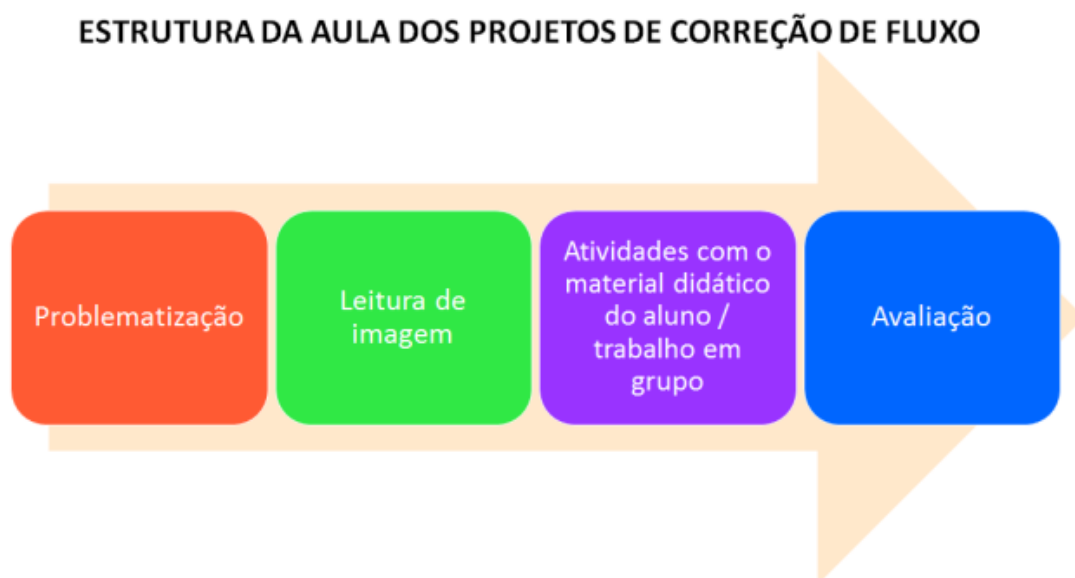 ESTRUTURA DA AULA DOS PROJETOS DE CORREÇÃO DE FLUXO
Problematização
Leitura de
imagem
Atividades com o
material didático
do aluno /
trabalho em
grupo
Avaliação